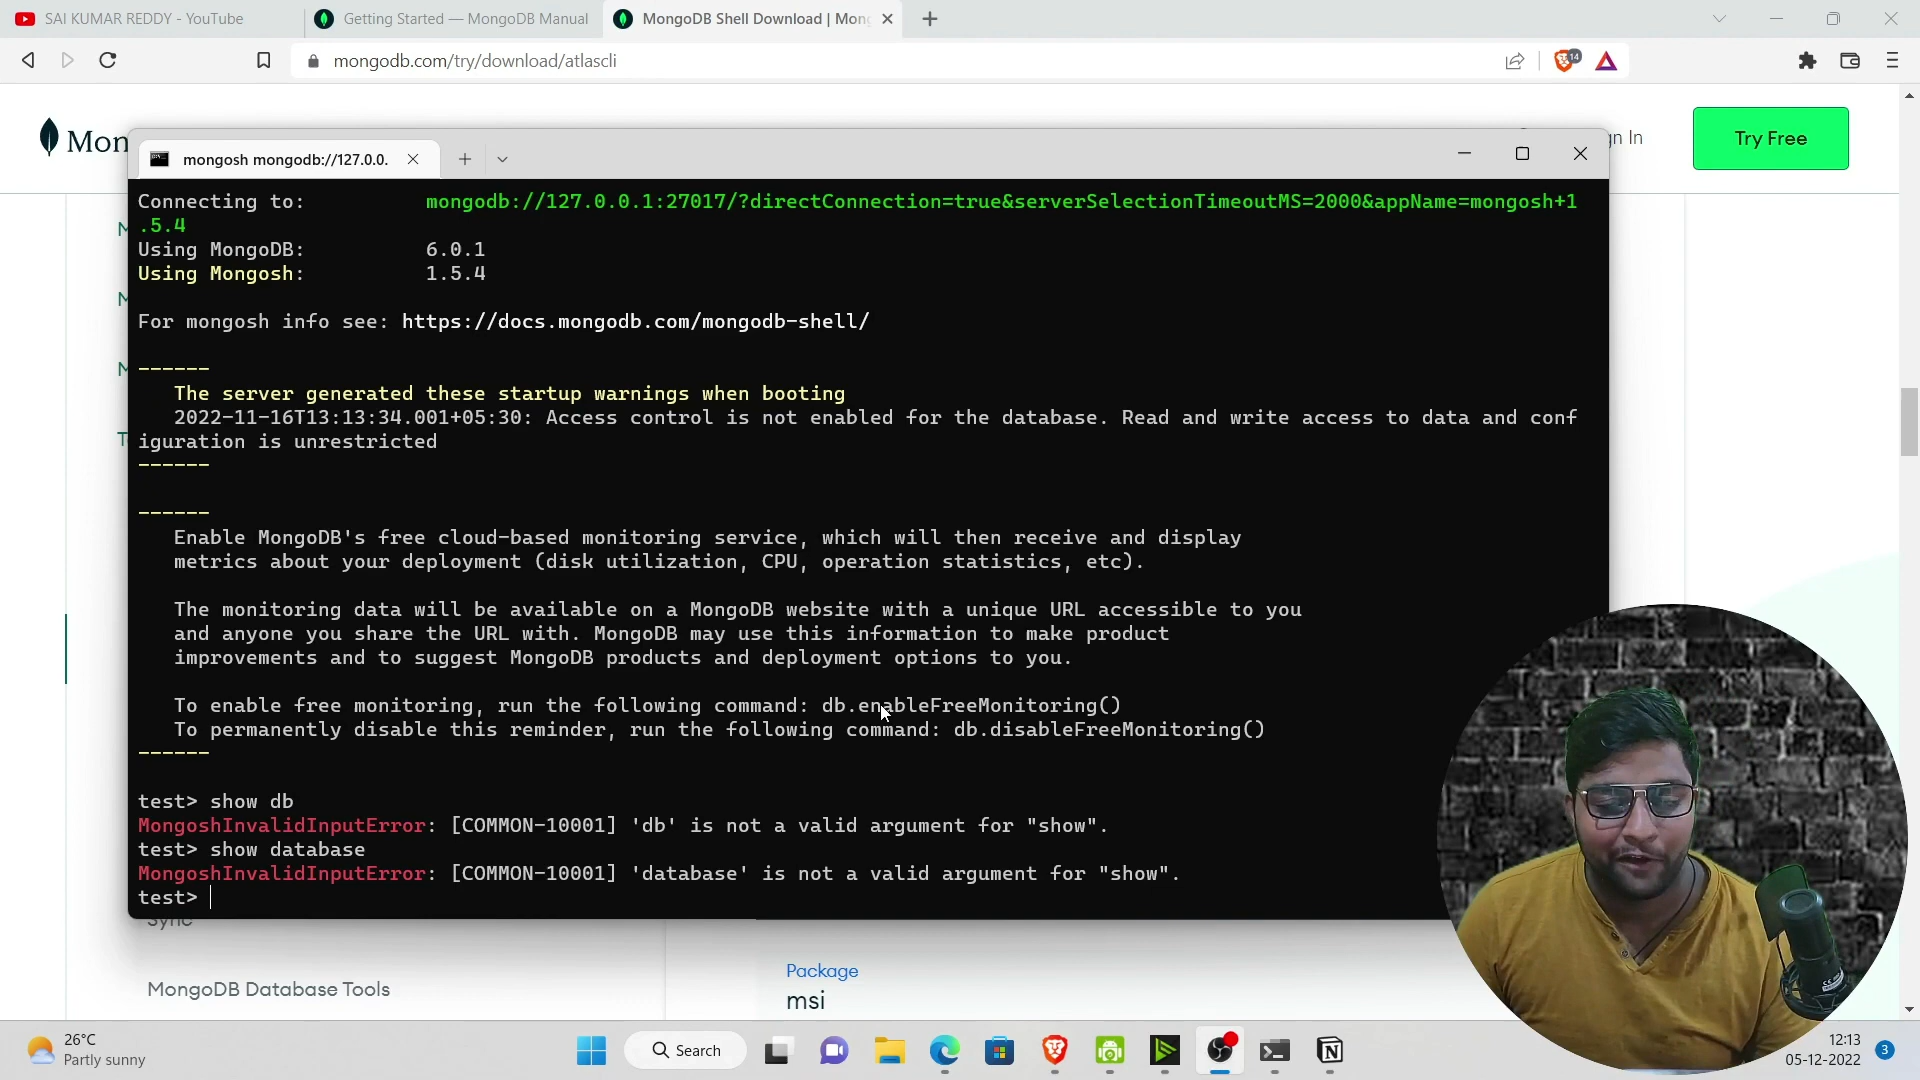 SAI KUMAR REDDY - YouTube
Getting Started — MongoDB Manual
MongoDB Shell Download | Mong
mongodb.com/try/download/atlascli
14
Mon
gn In
Try Free
mongosh mongodb://127.0.0.
Connecting to: mongodb://127.0.0.1:27017/?directConnection=true&serverSelectionTimeoutMS=2000&appName=mongosh+1
.5.4
Using MongoDB: 6.0.1
Using Mongosh: 1.5.4
For mongosh info see: https://docs.mongodb.com/mongodb-shell/
------
The server generated these startup warnings when booting
2022-11-16T13:13:34.001+05:30: Access control is not enabled for the database. Read and write access to data and conf
iguration is unrestricted
------
------
Enable MongoDB's free cloud-based monitoring service, which will then receive and display
metrics about your deployment (disk utilization, CPU, operation statistics, etc).
The monitoring data will be available on a MongoDB website with a unique URL accessible to you
and anyone you share the URL with. MongoDB may use this information to make product
improvements and to suggest MongoDB products and deployment options to you.
To enable free monitoring, run the following command: db.enableFreeMonitoring()
To permanently disable this reminder, run the following command: db.disableFreeMonitoring()
------
test> show db
MongoshInvalidInputError: [COMMON-10001] 'db' is not a valid argument for "show".
test> show database
MongoshInvalidInputError: [COMMON-10001] 'database' is not a valid argument for "show".
test>
Sync
MongoDB Database Tools
Package
msi
26°C
Partly sunny
Search
12:13
05-12-2022
3